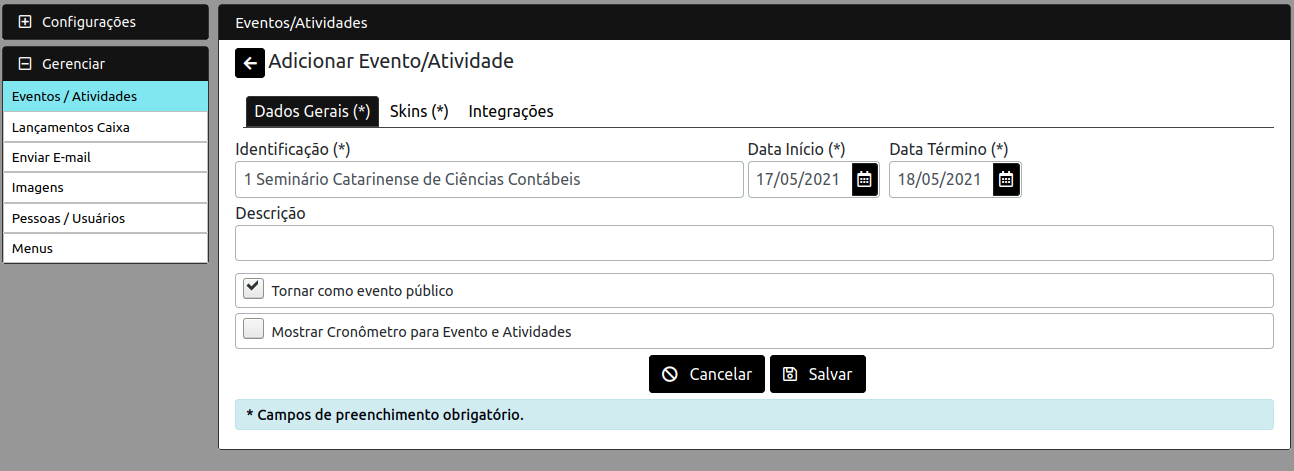 Configurações
Gerenciar
Eventos / Atividades
Lançamentos Caixa
Enviar E-mail
Imagens
Pessoas / Usuários
Menus
Eventos/Atividades
Adicionar Evento/Atividade
Dados Gerais (*) Skins (*) Integrações
Identificação (*) Data Início (*) Data Término (*)
1 Seminário Catarinense de Ciências Contábeis 17/05/2021 18/05/2021
Descrição
Tornar como evento público
Mostrar Cronômetro para Evento e Atividades
Cancelar Salvar
* Campos de preenchimento obrigatório.